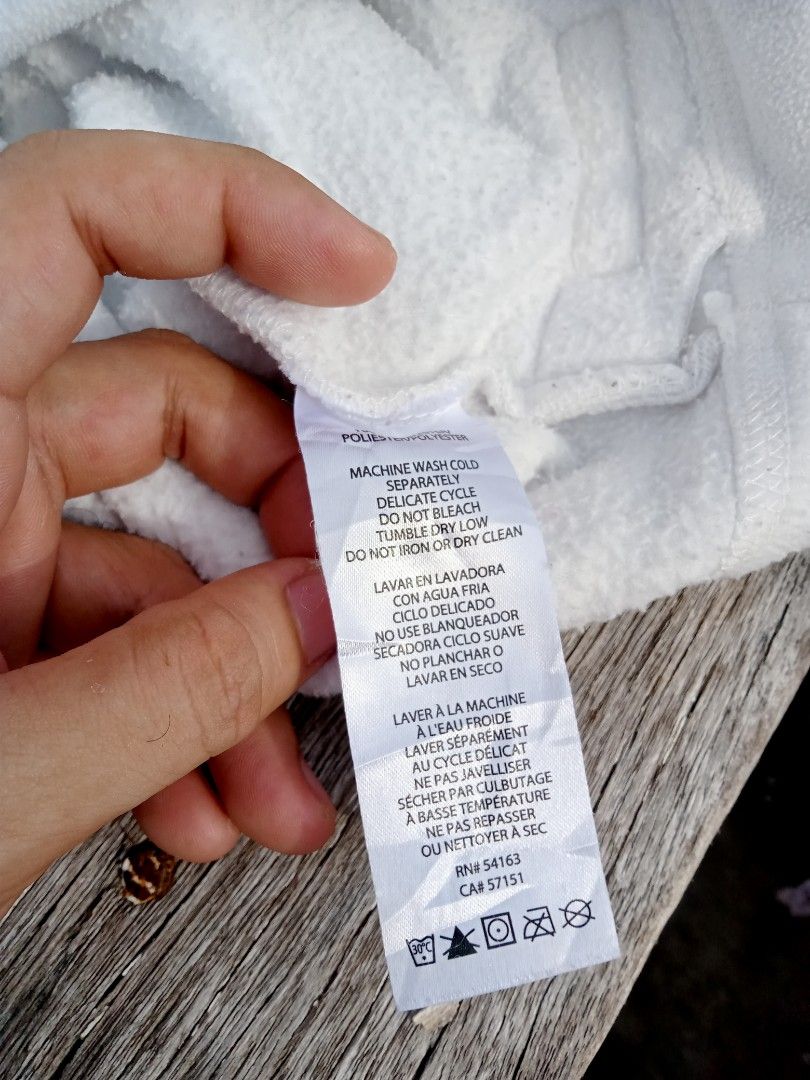 POLIESTER/POLYESTER
MACHINE WASH COLD
SEPARATELY
DELICATE CYCLE
DO NOT BLEACH
TUMBLE DRY LOW
DO NOT IRON OR DRY CLEAN
LAVAR EN LAVADORA
CON AGUA FRIA
CICLO DELICADO
NO USE BLANQUEADOR
SECADORA CICLO SUAVE
NO PLANCHAR O
LAVAR EN SECO
LAVER À LA MACHINE
À L'EAU FROIDE
LAVER SÉPARÉMENT
AU CYCLE DÉLICAT
NE PAS JAVELLISER
SÉCHER PAR CULBUTAGE
À BASSE TEMPÉRATURE
NE PAS REPASSER
OU NETTOYER À SEC
RN# 54163
CA# 57151
30°C